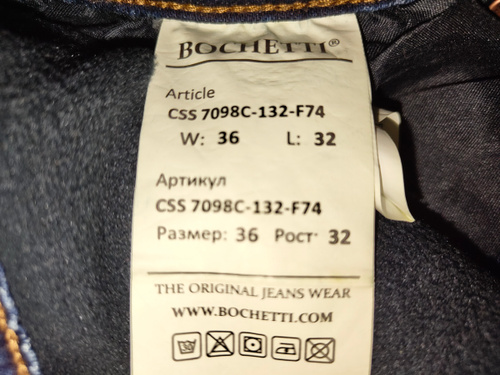 BOCHETTI®
Article
CSS 7098C-132-F74
W: 36 L: 32
Артикул
CSS 7098C-132-F74
Размер: 36 Рост: 32
THE ORIGINAL JEANS WEAR
WWW.BOCHETTI.COM